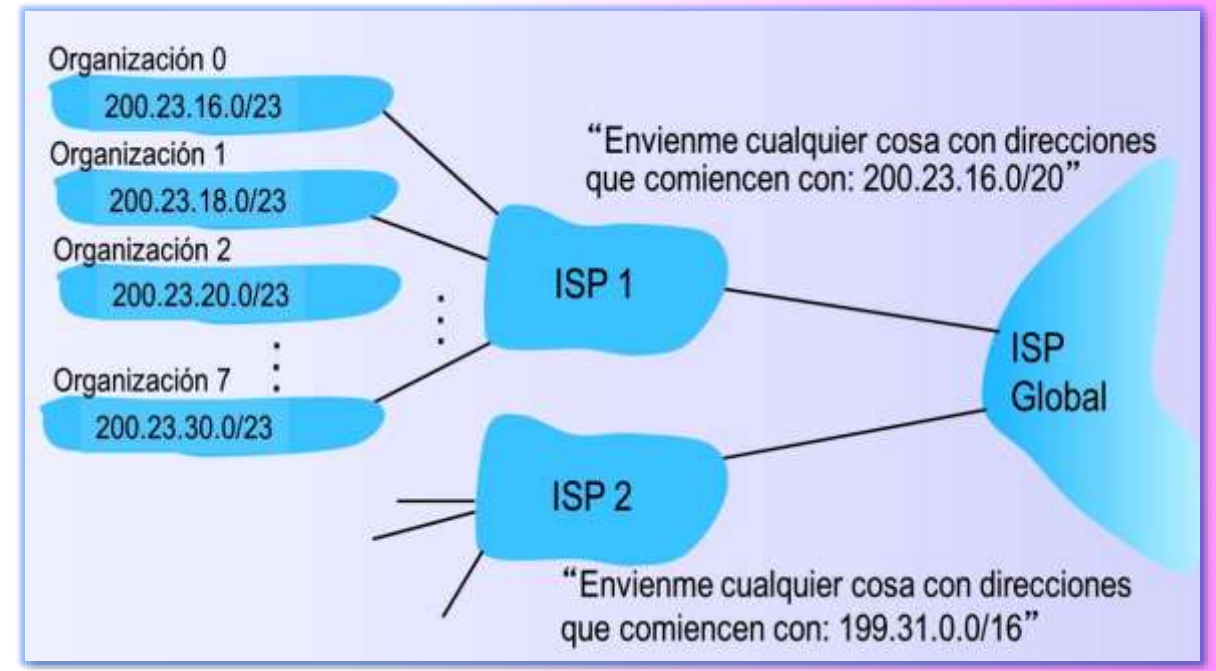 Organización 0
200.23.16.0/23
Organización 1
200.23.18.0/23
Organización 2
200.23.20.0/23
Organización 7
200.23.30.0/23
“Envienme cualquier cosa con direcciones
que comiencen con: 200.23.16.0/20”
ISP 1
ISP
Global
ISP 2
“Envienme cualquier cosa con direcciones
que comiencen con: 199.31.0.0/16”